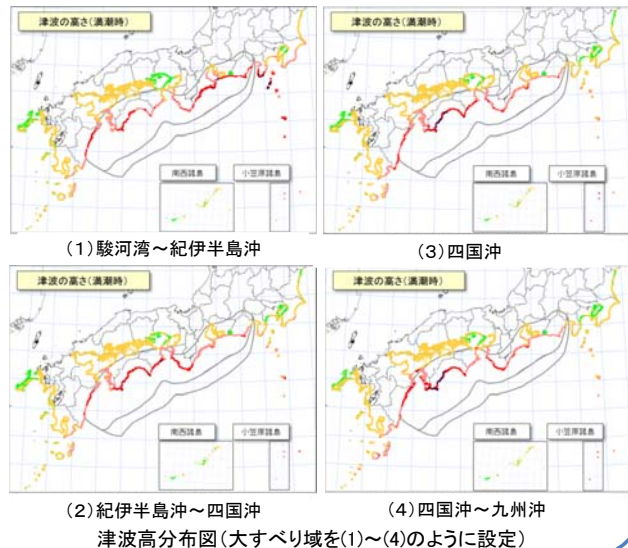 津波の高さ(満潮時)
南西諸島
小笠原諸島
(1)駿河湾~紀伊半島沖
津波の高さ(満潮時)
南西諸島
小笠原諸島
(3)四国沖
津波の高さ(満潮時)
南西諸島
小笠原諸島
(2)紀伊半島沖~四国沖
津波の高さ(満潮時)
南西諸島
小笠原諸島
(4)四国沖~九州沖
津波高分布図(大すべり域を(1)~(4)のように設定)